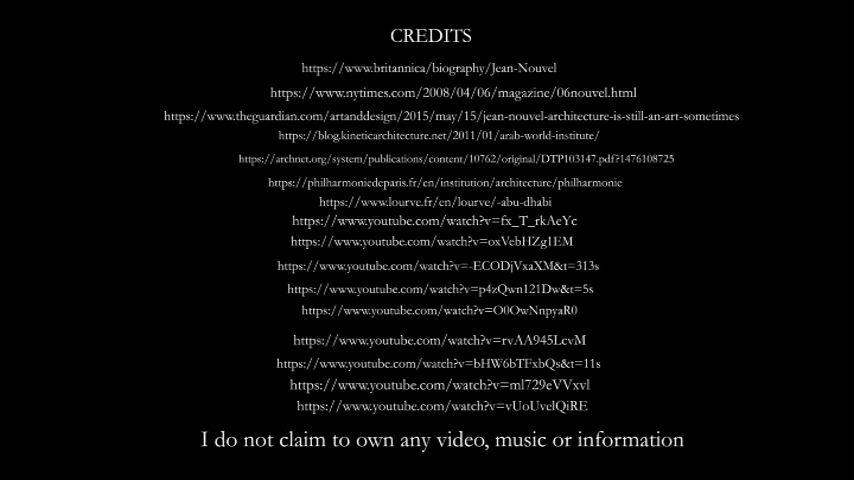 CREDITS
https://www.britannica/biography/Jean-Nouvel
https://www.nytimes.com/2008/04/06/magazine/06nouvel.html
https://www.theguardian.com/artanddesign/2015/may/15/jean-nouvel-architecture-is-still-an-art-sometimes
https://blog.kineticarchitecture.net/2011/01/arab-world-institute/
https://archnet.org/system/publications/content/10762/original/DTP103147.pdf?1476108725
https://philharmoniedeparis.fr/en/institution/architecture/philharmonie
https://www.lourve.fr/en/lourve/-abu-dhabi
https://www.youtube.com/watch?v=fx_T_rkAeYc
https://www.youtube.com/watch?v=oxVebHZg1EM
https://www.youtube.com/watch?v=-ECODjVxaXM&t=313s
https://www.youtube.com/watch?v=p4zQwn121Dw&t=5s
https://www.youtube.com/watch?v=O0OwNnpyaR0
https://www.youtube.com/watch?v=rvAA945LcvM
https://www.youtube.com/watch?v=bHW6bTFxbQs&t=11s
https://www.youtube.com/watch?v=ml729eVVxvl
https://www.youtube.com/watch?v=vUoUvelQiRE
I do not claim to own any video, music or information